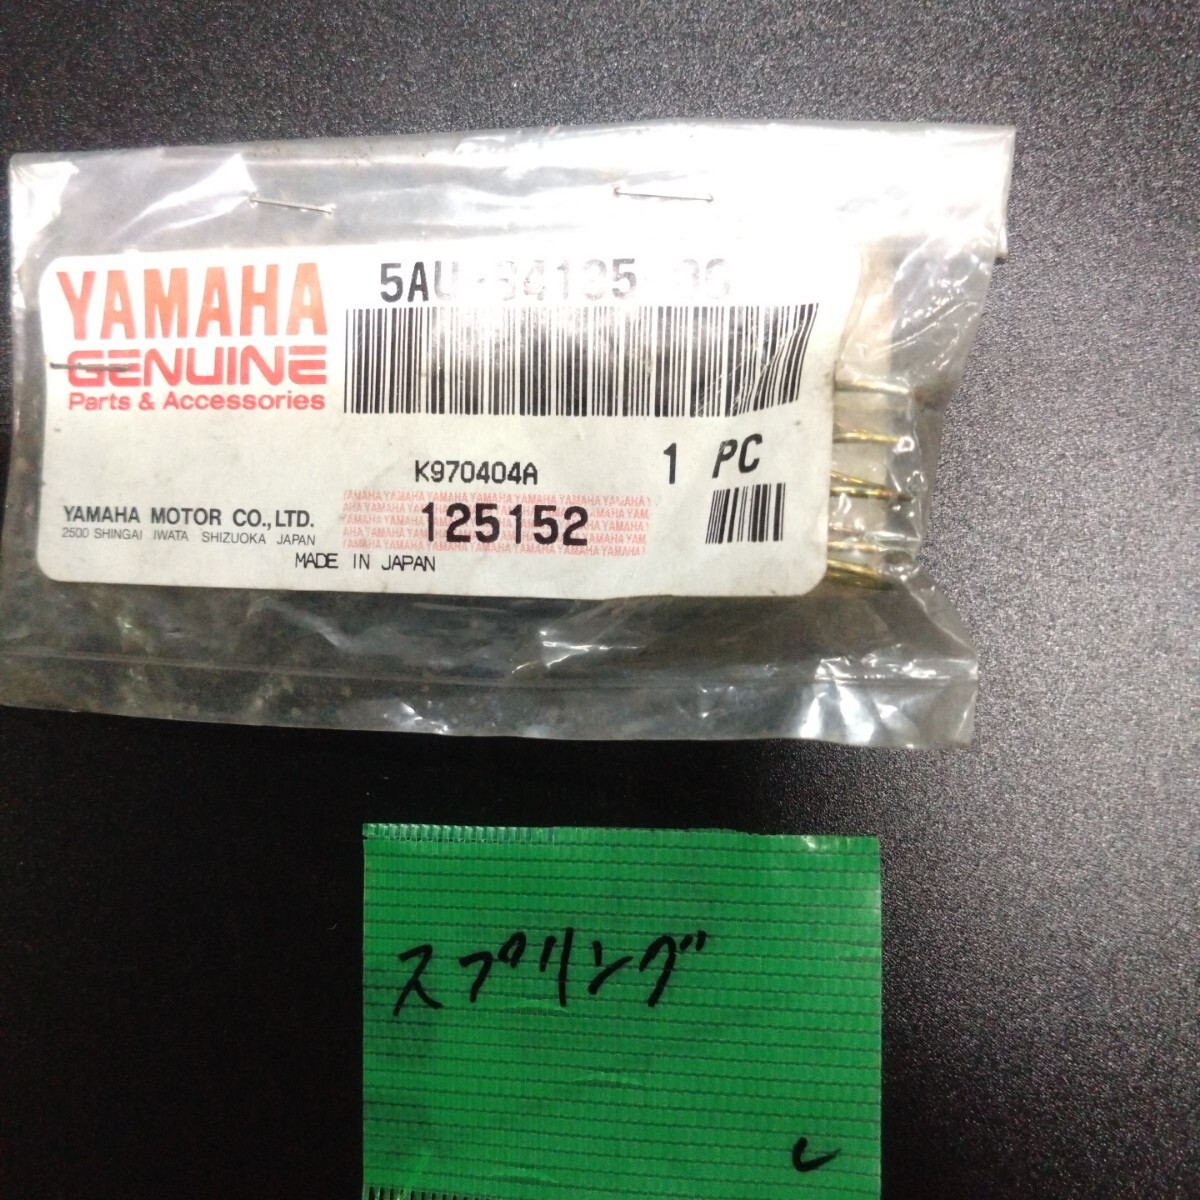 YAMAHA
GENUINE
Parts & Accessories
K970404A
1 PC
YAMAHA MOTOR CO.,LTD.
2500 SHINGAI IWATA SHIZUOKA JAPAN
125152
MADE IN JAPAN
スプリング